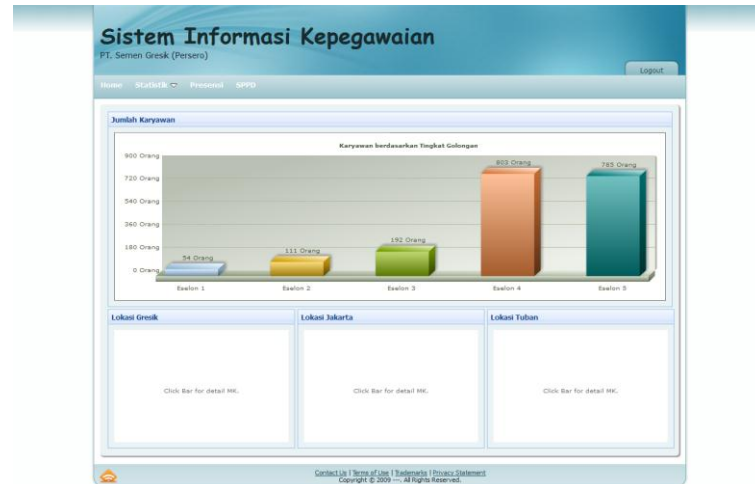 Sistem Informasi Kepegawaian
PT. Semen Gresik (Persero)
Logout
Home Statistik Presensi SPPD
Jumlah Karyawan
Karyawan berdasarkan Tingkat Golongan
900 Orang
720 Orang
540 Orang
360 Orang
180 Orang
0 Orang
54 Orang
111 Orang
192 Orang
803 Orang
785 Orang
Eselon 1 Eselon 2 Eselon 3 Eselon 4 Eselon 5
Lokasi Gresik Lokasi Jakarta Lokasi Tuban
Click Bar for detail MK. Click Bar for detail MK. Click Bar for detail MK.
Contact Us | Terms of Use | Trademarks | Privacy Statement
Copyright © 2009 ---. All Rights Reserved.